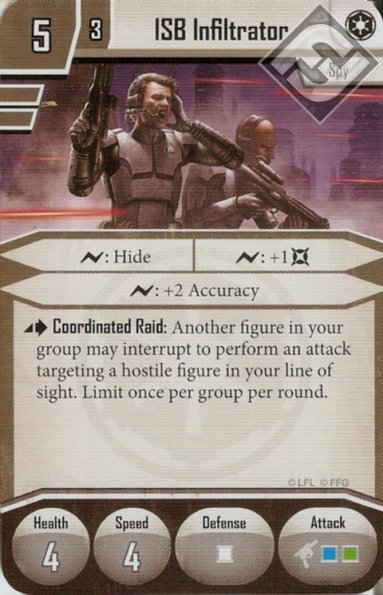 5
3
ISB Infiltrator
Spy
: Hide
: +1
: +2 Accuracy
Coordinated Raid: Another figure in your
group may interrupt to perform an attack
targeting a hostile figure in your line of
sight. Limit once per group per round.
© LFL © FFG
Health
4
Speed
4
Defense
Attack